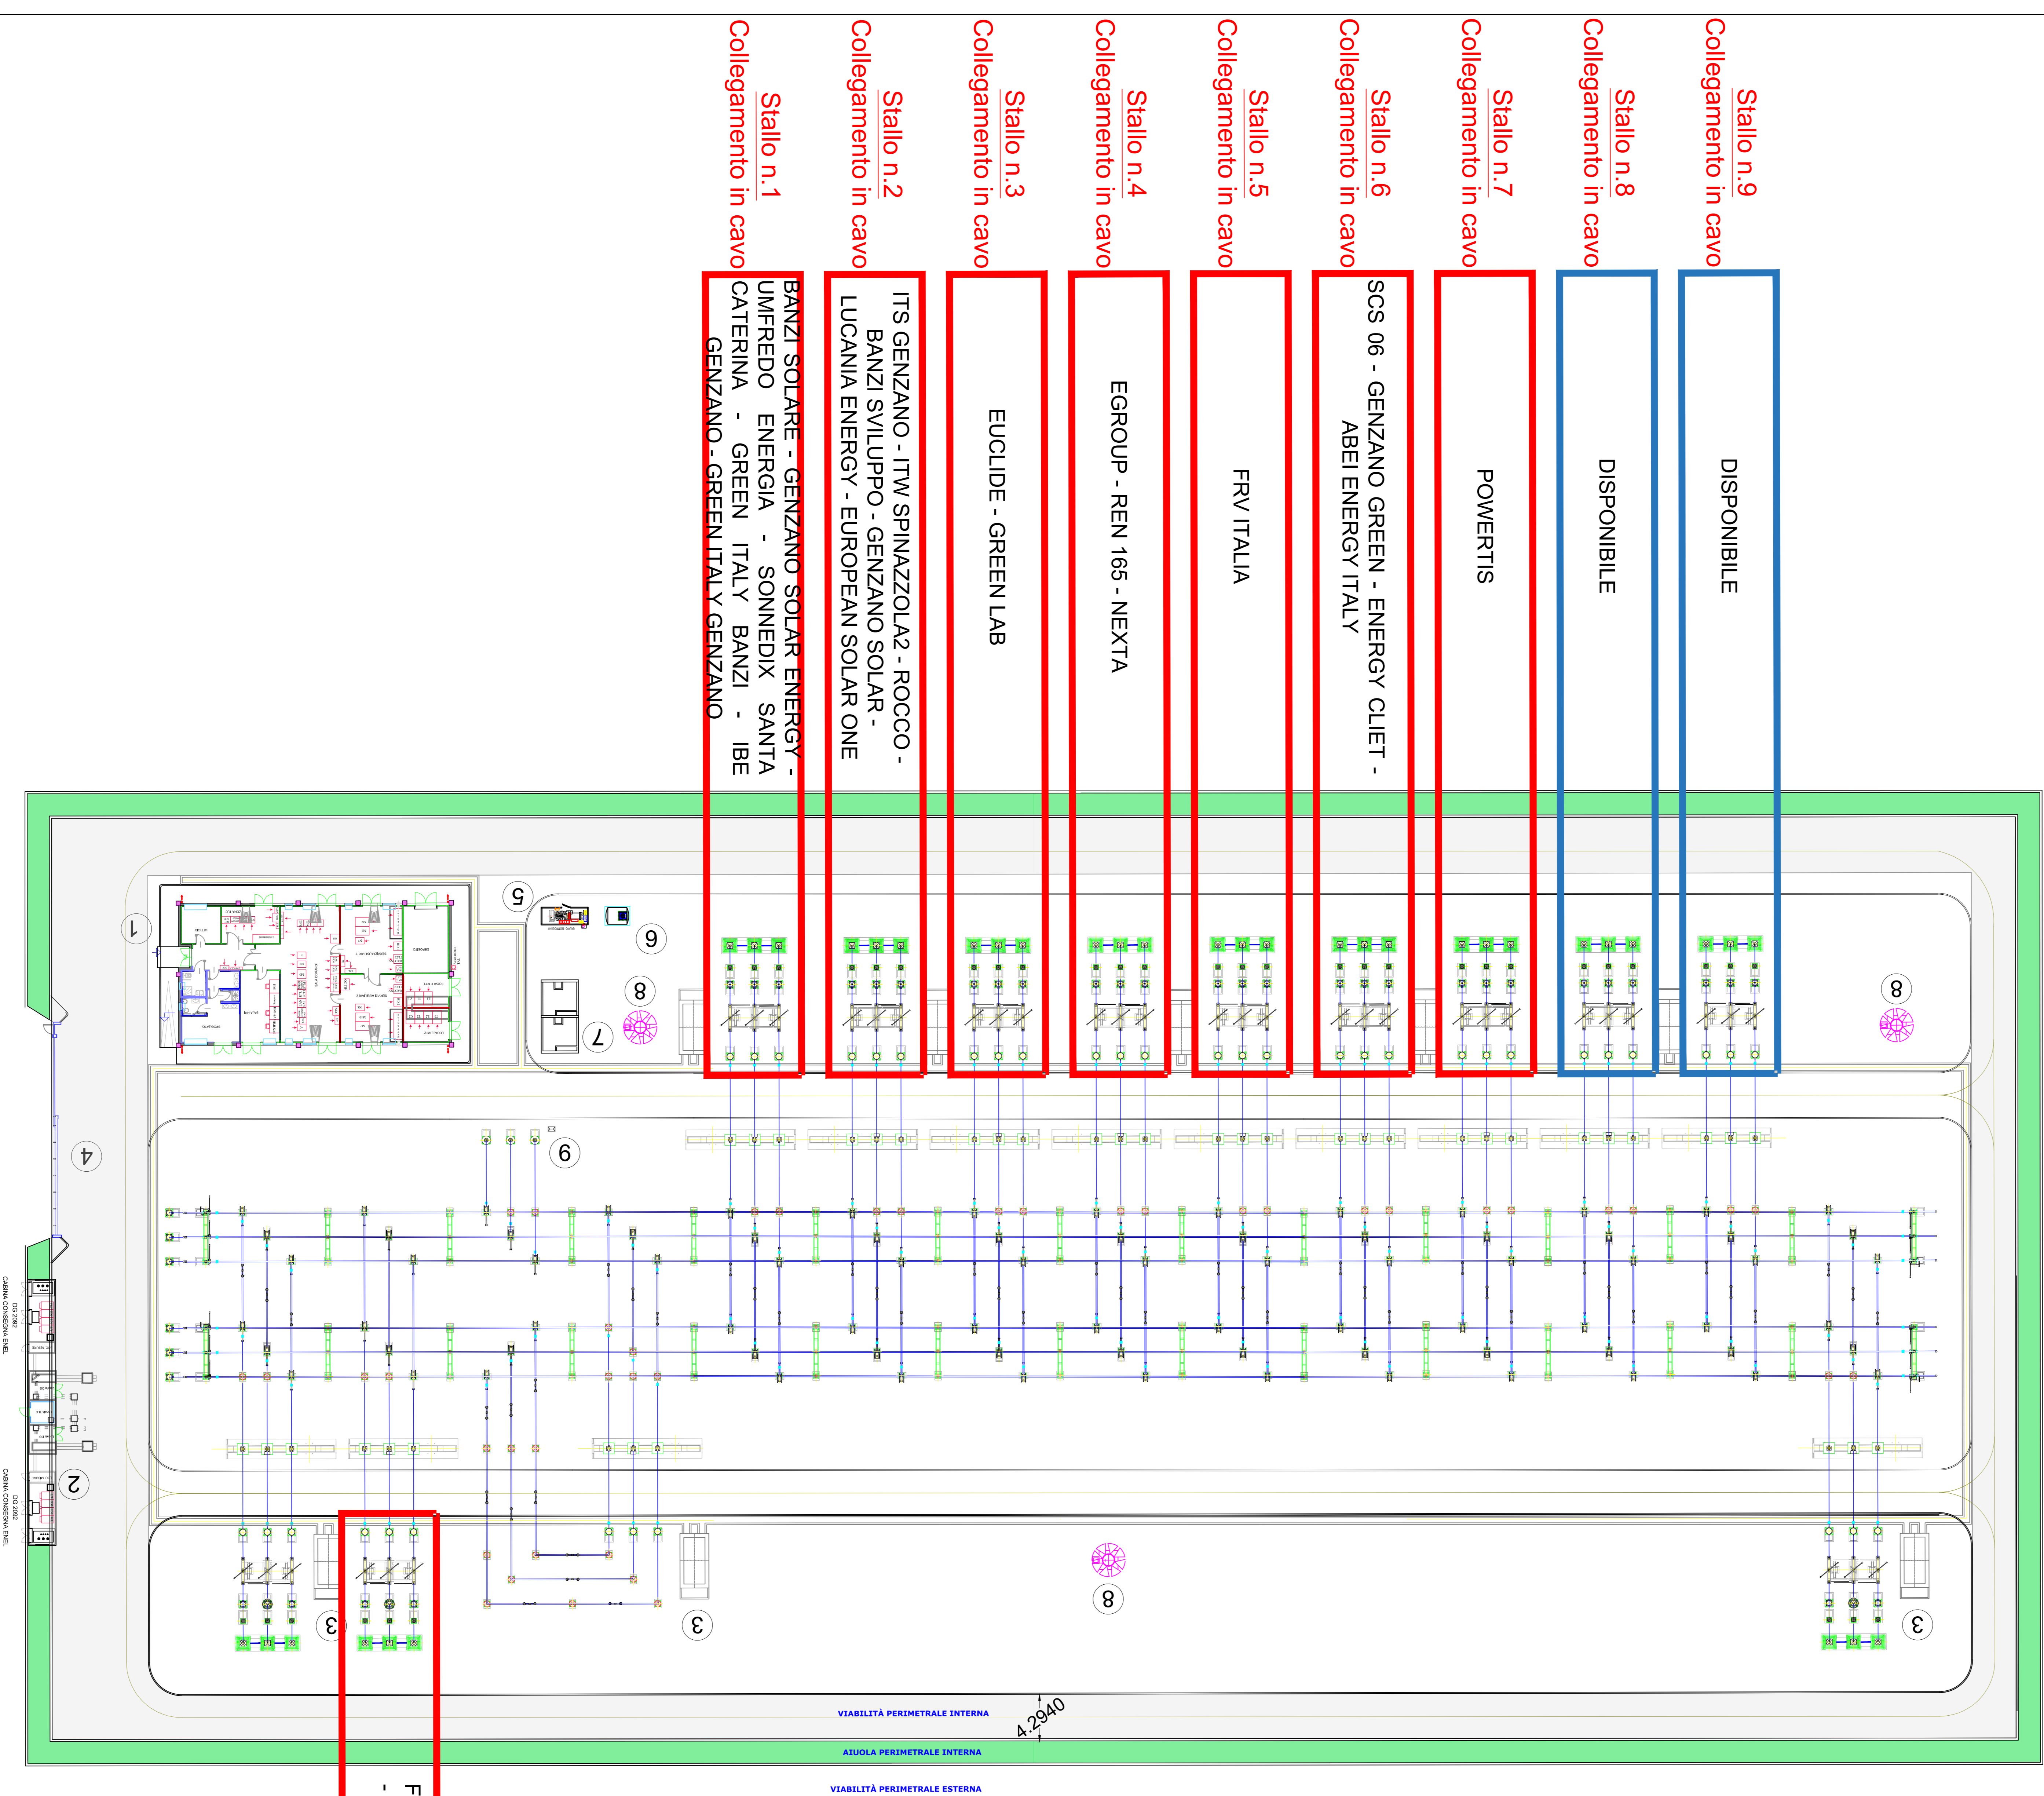 Stallo n.1
Collegamento in cavo
Stallo n.2
Collegamento in cavo
Stallo n.3
Collegamento in cavo
Stallo n.4
Collegamento in cavo
Stallo n.5
Collegamento in cavo
Stallo n.6
Collegamento in cavo
Stallo n.7
Collegamento in cavo
Stallo n.8
Collegamento in cavo
Stallo n.9
Collegamento in cavo
BANZI SOLARE - GENZANO SOLAR ENERGY -
UMFREDO ENERGIA - SONNEDIX SANTA
CATERINA - GREEN ITALY BANZI - IBE
GENZANO - GREEN ITALY GENZANO
ITS GENZANO - ITW SPINAZZOLA2 - ROCCO -
BANZI SVILUPPO - GENZANO SOLAR -
LUCANIA ENERGY - EUROPEAN SOLAR ONE
EUCLIDE - GREEN LAB
EGROUP - REN 165 - NEXTA
FRV ITALIA
SCS 06 - GENZANO GREEN - ENERGY CLIET -
ABEI ENERGY ITALY
POWERTIS
DISPONIBILE
DISPONIBILE
1
5
6
7
8
8
4
9
2
3
3
8
3
DG 2092
CABINA CONSEGNA ENEL
DG 2092
CABINA CONSEGNA ENEL
4.2940
VIABILITÀ PERIMETRALE INTERNA
AIUOLA PERIMETRALE INTERNA
VIABILITÀ PERIMETRALE ESTERNA
F
-